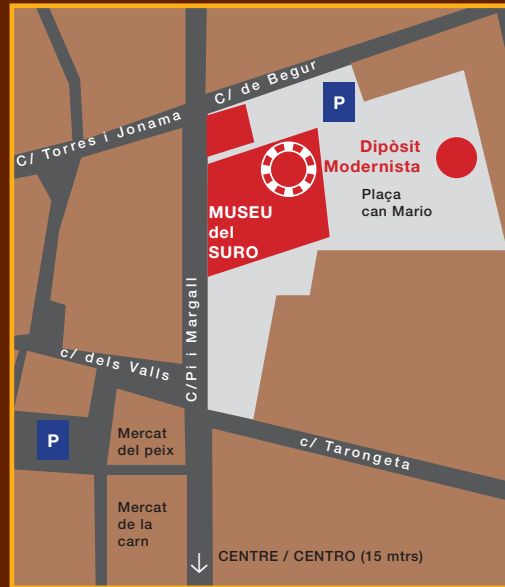 C/ de Begur
C/ Torres i Jonama
P
Dipòsit
Modernista
Plaça
can Mario
MUSEU
del
SURO
C/Pi i Margall
c/ dels Valls
P
Mercat
del peix
c/ Tarongeta
Mercat
de la
carn
CENTRE / CENTRO (15 mtrs)